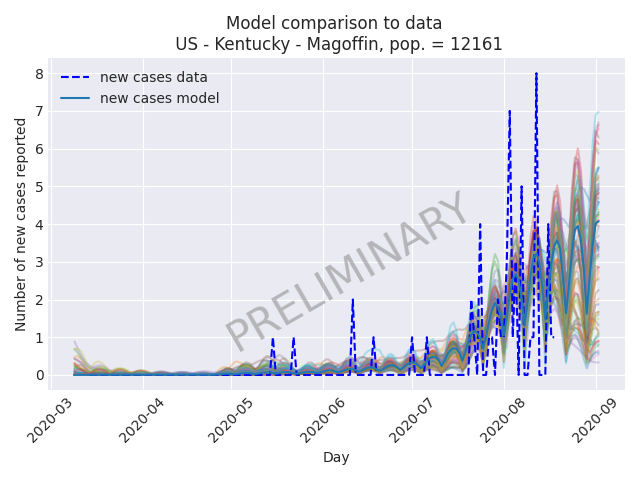 Model comparison to data
US - Kentucky - Magoffin, pop. = 12161
new cases data
new cases model
Number of new cases reported
8
7
6
5
4
3
2
1
0
PRELIMINARY
2020-03
2020-04
2020-05
2020-06
2020-07
2020-08
2020-09
Day